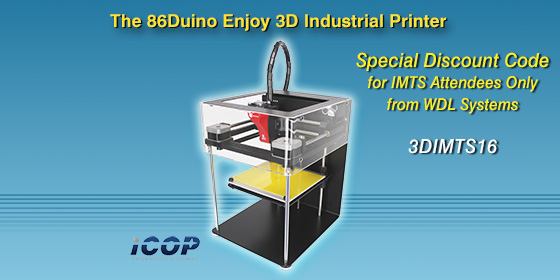 The 86Duino Enjoy 3D Industrial Printer
Special Discount Code
for IMTS Attendees Only
from WDL Systems
3DIMTS16
iCOP